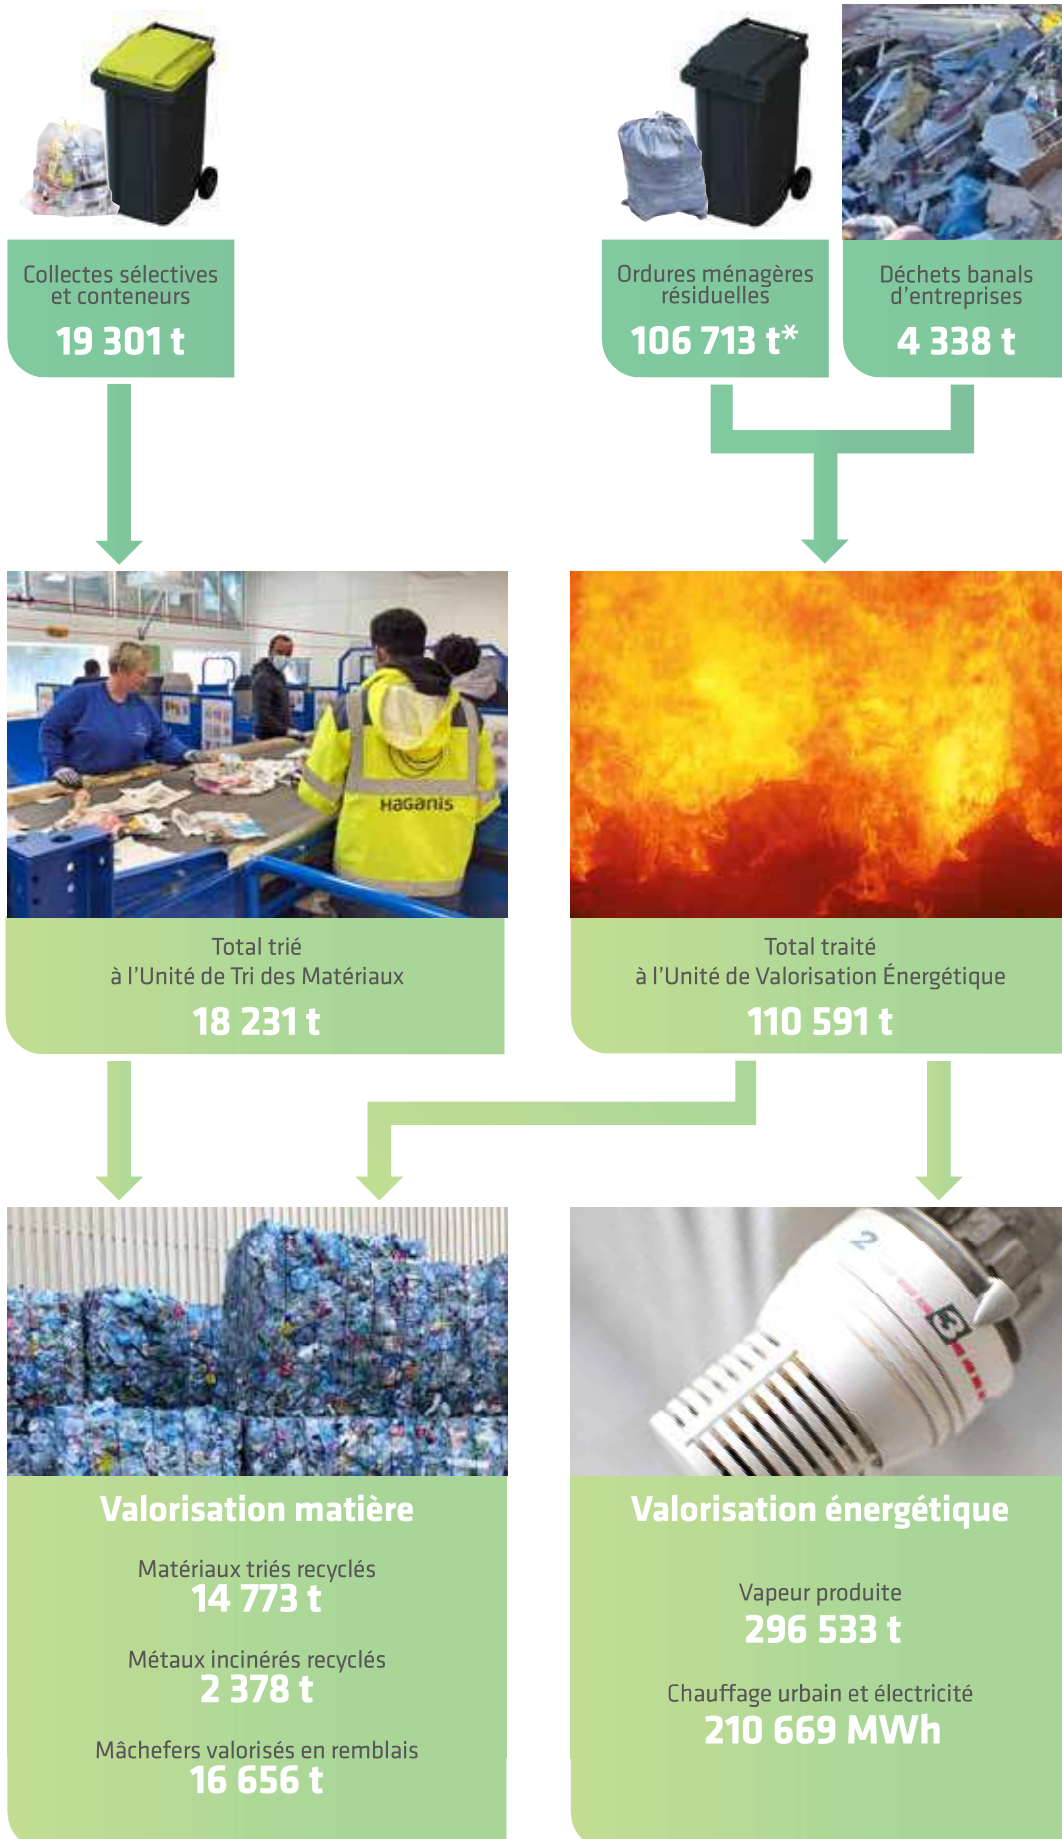 Collectes sélectives
et conteneurs
19 301 t
Ordures ménagères
résiduelles
106 713 t*
Déchets banals
d'entreprises
4 338 t
HaGanIs
Total trié
à l'Unité de Tri des Matériaux
18 231 t
Total traité
à l'Unité de Valorisation Énergétique
110 591 t
2
3
Valorisation matière
Matériaux triés recyclés
14 773 t
Métaux incinérés recyclés
2 378 t
Mâchefers valorisés en remblais
16 656 t
Valorisation énergétique
Vapeur produite
296 533 t
Chauffage urbain et électricité
210 669 MWh